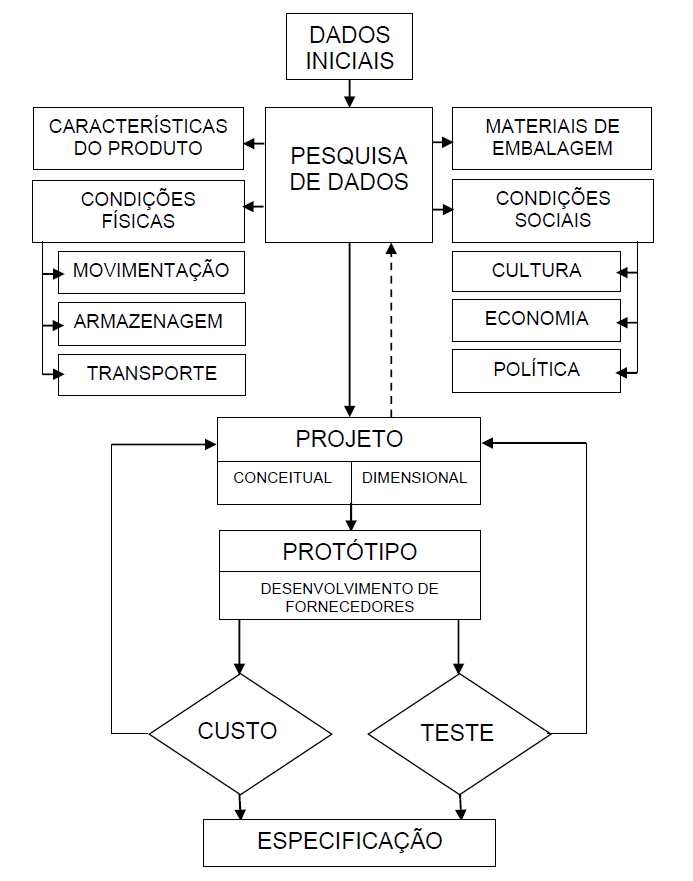 DADOS
INICIAIS
CARACTERÍSTICAS
DO PRODUTO
PESQUISA
DE DADOS
MATERIAIS DE
EMBALAGEM
CONDIÇÕES
FÍSICAS
CONDIÇÕES
SOCIAIS
MOVIMENTAÇÃO
ARMAZENAGEM
TRANSPORTE
CULTURA
ECONOMIA
POLÍTICA
PROJETO
CONCEITUAL
DIMENSIONAL
PROTÓTIPO
DESENVOLVIMENTO DE
FORNECEDORES
CUSTO
TESTE
ESPECIFICAÇÃO